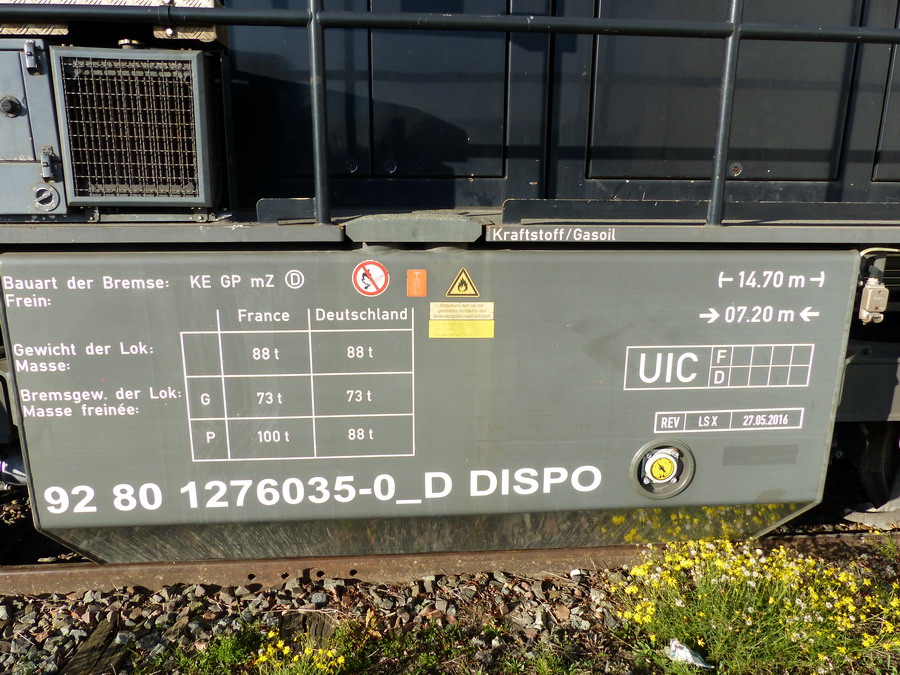 Kraftstoff/Gasoil
Bauart der Bremse: KE GP mZ Ⓓ
Frein:
14.70 m
07.20 m
France Deutschland
Gewicht der Lok: 88 t 88 t
Masse:
Bremsgew. der Lok: G 73 t 73 t
Masse freinée:
P 100 t 88 t
UIC F
D
REV LS X 27.05.2016
92 80 1276035-0_D DISPO